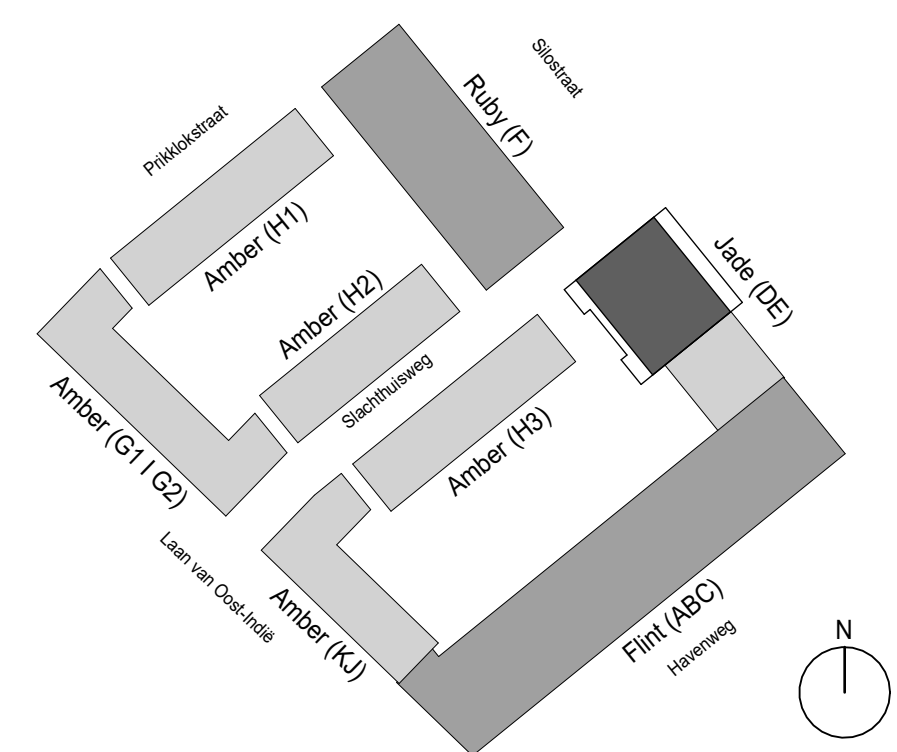 Silostraat
Ruby (F)
Prikklokstraat
Amber (H1)
Jade (DE)
Amber (H2)
Slachthuisweg
Amber (G1 I G2)
Amber (H3)
Laan van Oost-Indië
Amber (KJ)
Flint (ABC)
Havenweg
N